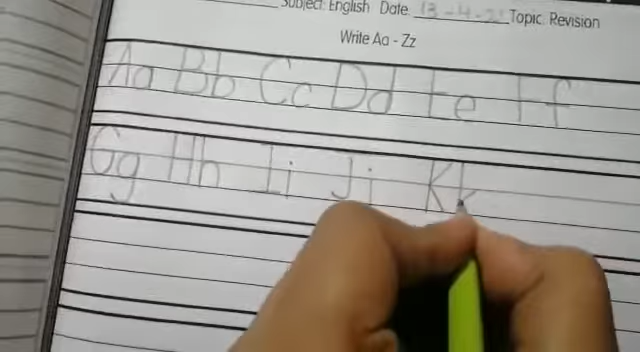 Subject: English Date 13-4-21 Topic: Revision
Write Aa - Zz
Aa Bb Cc Dd Ee Ff
Gg Hh Ii Jj Kk